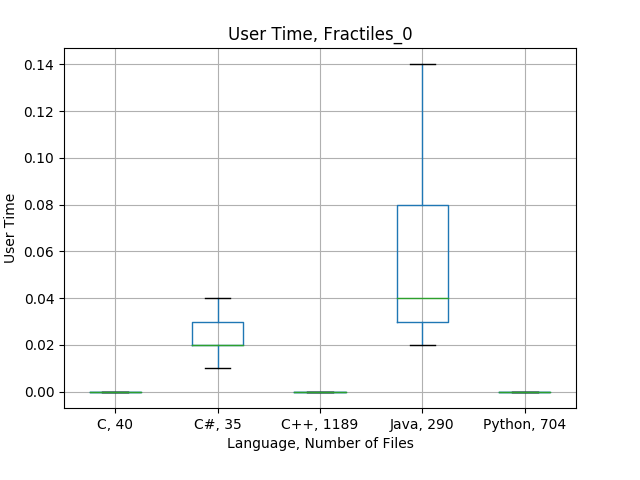 User Time, Fractiles_0
0.14
0.12
0.10
0.08
0.06
0.04
0.02
0.00
User Time
C, 40
C#, 35
C++, 1189
Java, 290
Python, 704
Language, Number of Files